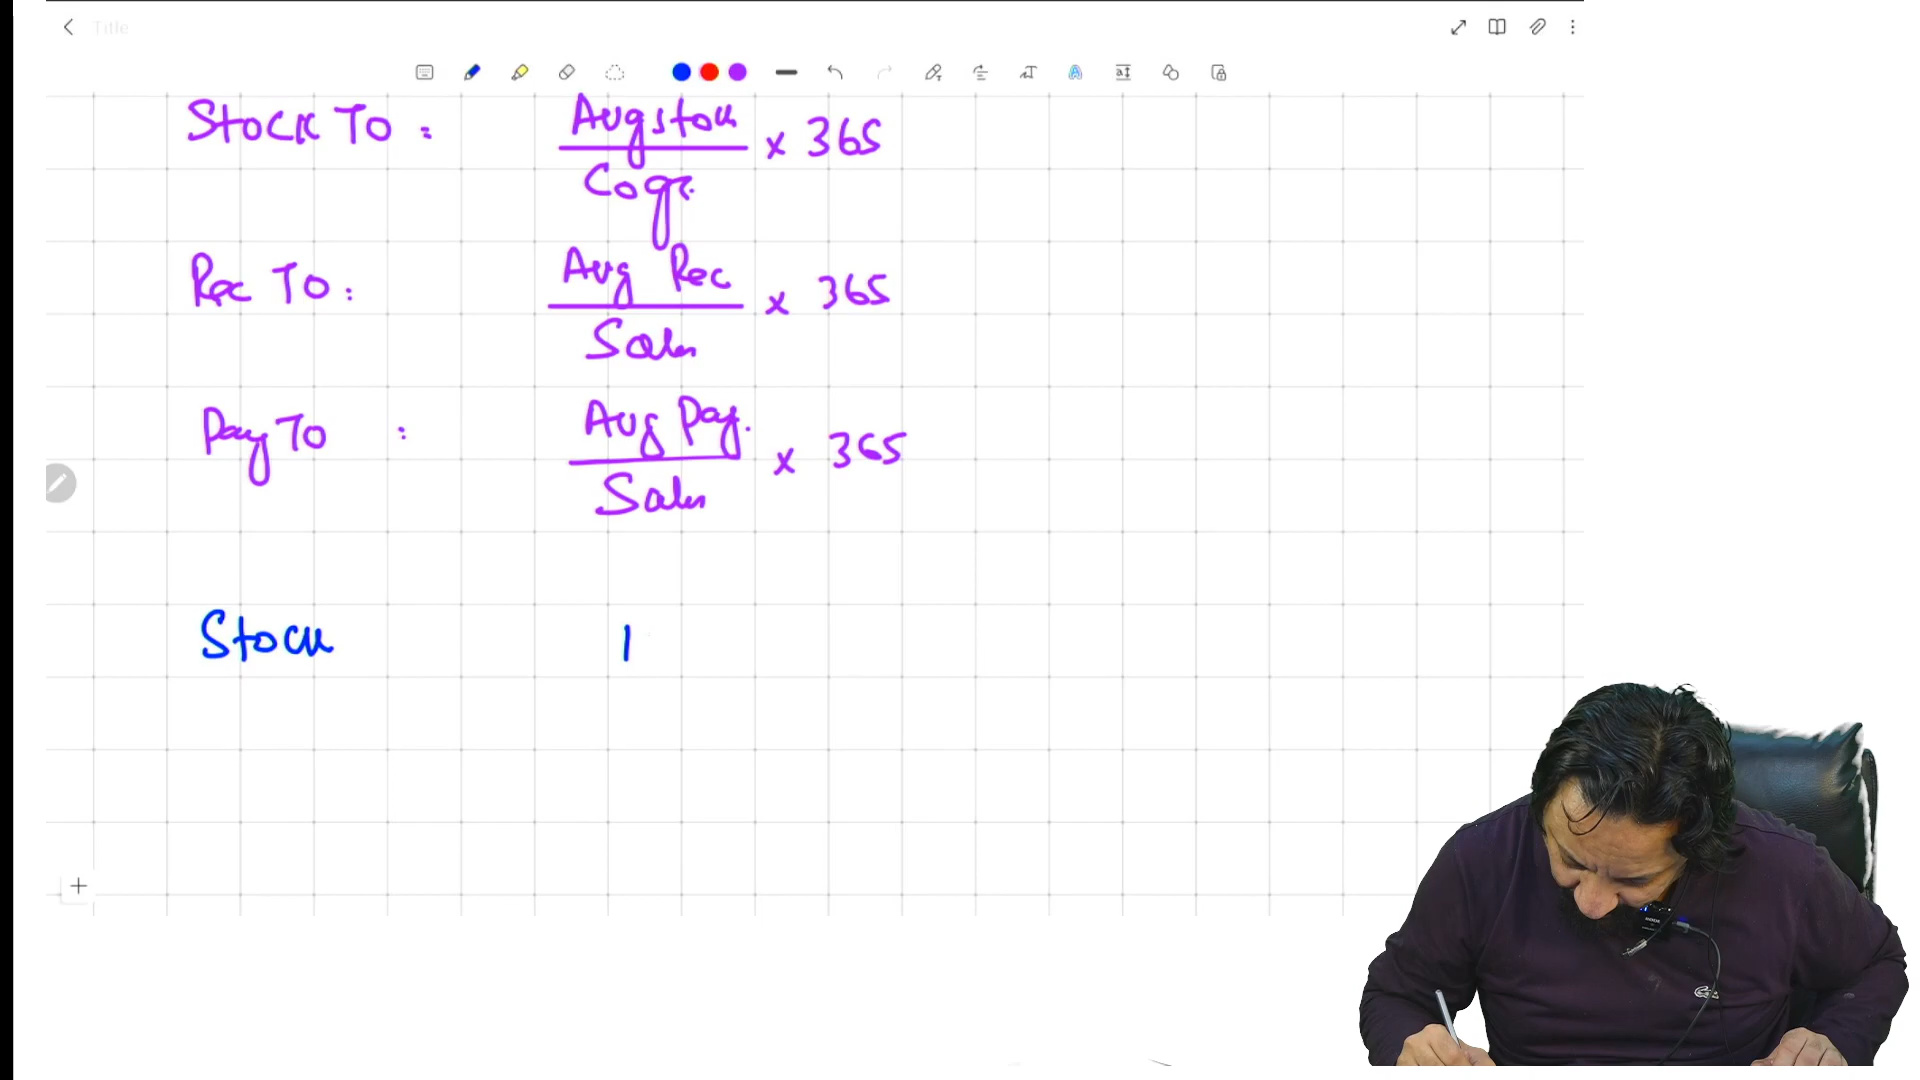 Title
Stock TO : Avg stock
Cogs. × 365
Rec TO : Avg Rec
Sales × 365
Pay TO : Avg Pay.
Sales × 365
Stock 1